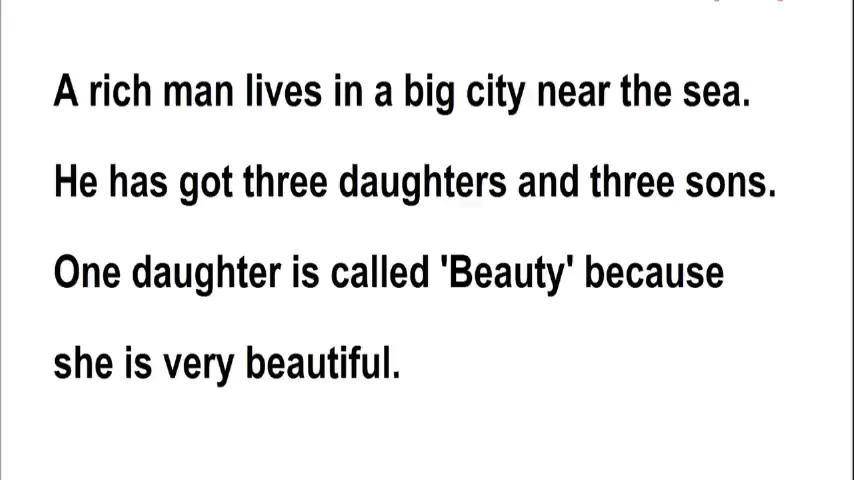 A rich man lives in a big city near the sea.
He has got three daughters and three sons.
One daughter is called 'Beauty' because
she is very beautiful.